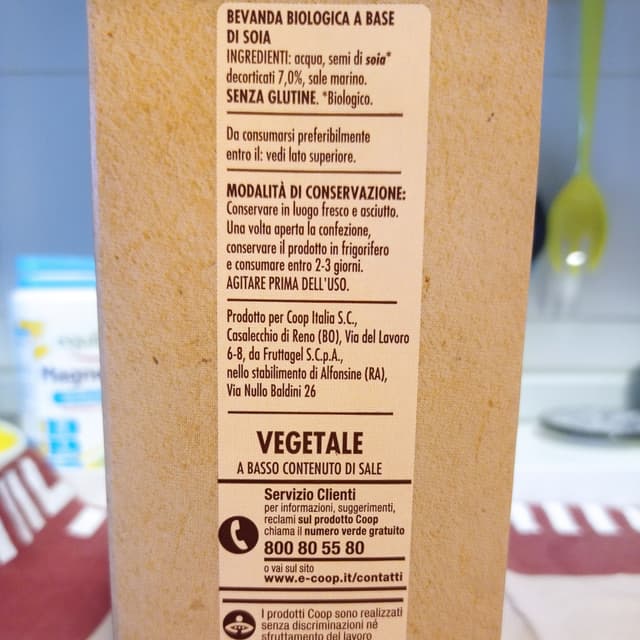 BEVANDA BIOLOGICA A BASE
DI SOIA
INGREDIENTI: acqua, semi di soia*
decorticati 7,0%, sale marino.
SENZA GLUTINE. *Biologico.
Da consumarsi preferibilmente
entro il: vedi lato superiore.
MODALITÀ DI CONSERVAZIONE:
Conservare in luogo fresco e asciutto.
Una volta aperta la confezione,
conservare il prodotto in frigorifero
e consumare entro 2-3 giorni.
AGITARE PRIMA DELL'USO.
Prodotto per Coop Italia S.C.,
Casalecchio di Reno (BO), Via del Lavoro
6-8, da Fruttagel S.C.p.A.,
nello stabilimento di Alfonsine (RA),
Via Nullo Baldini 26
VEGETALE
A BASSO CONTENUTO DI SALE
Servizio Clienti
per informazioni, suggerimenti,
reclami sul prodotto Coop
chiama il numero verde gratuito
800 80 55 80
o vai sul sito
www.e-coop.it/contatti
I prodotti Coop sono realizzati
senza discriminazioni né
sfruttamento del lavoro